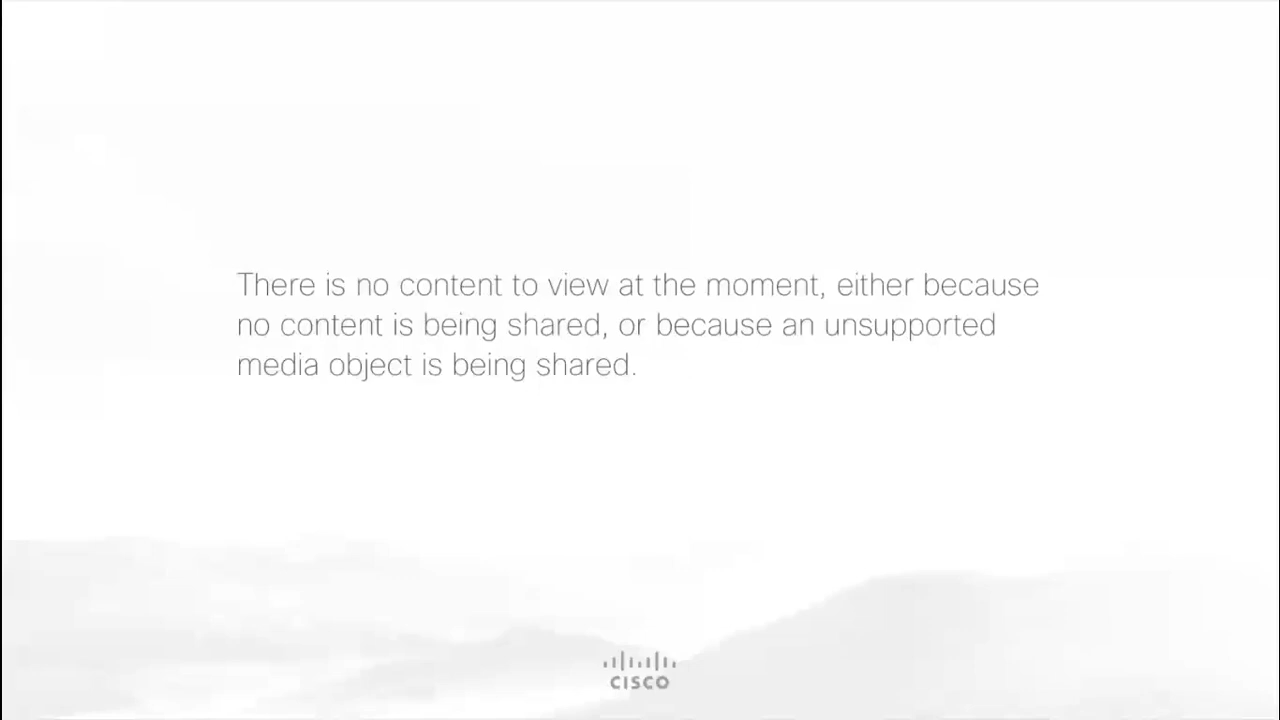 There is no content to view at the moment, either because
no content is being shared, or because an unsupported
media object is being shared.
CISCO